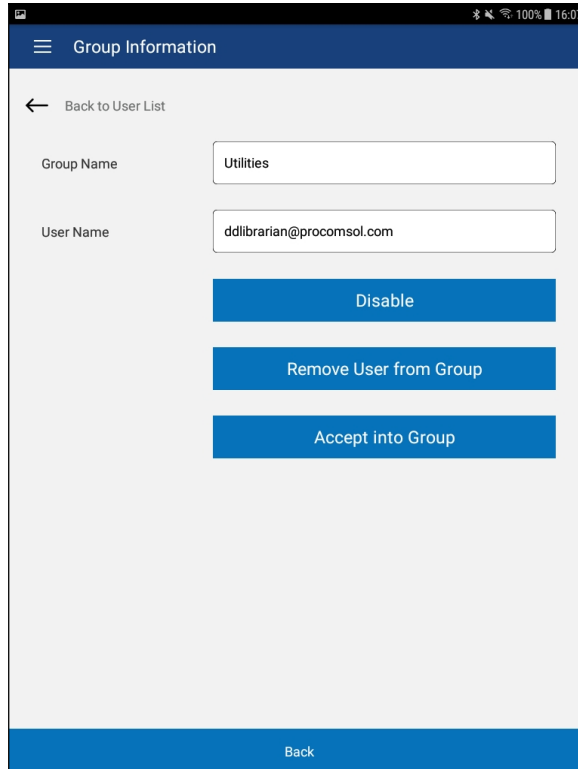 100% 16:07
Group Information
Back to User List
Group Name
Utilities
User Name
ddlibrarian@procomsol.com
Disable
Remove User from Group
Accept into Group
Back